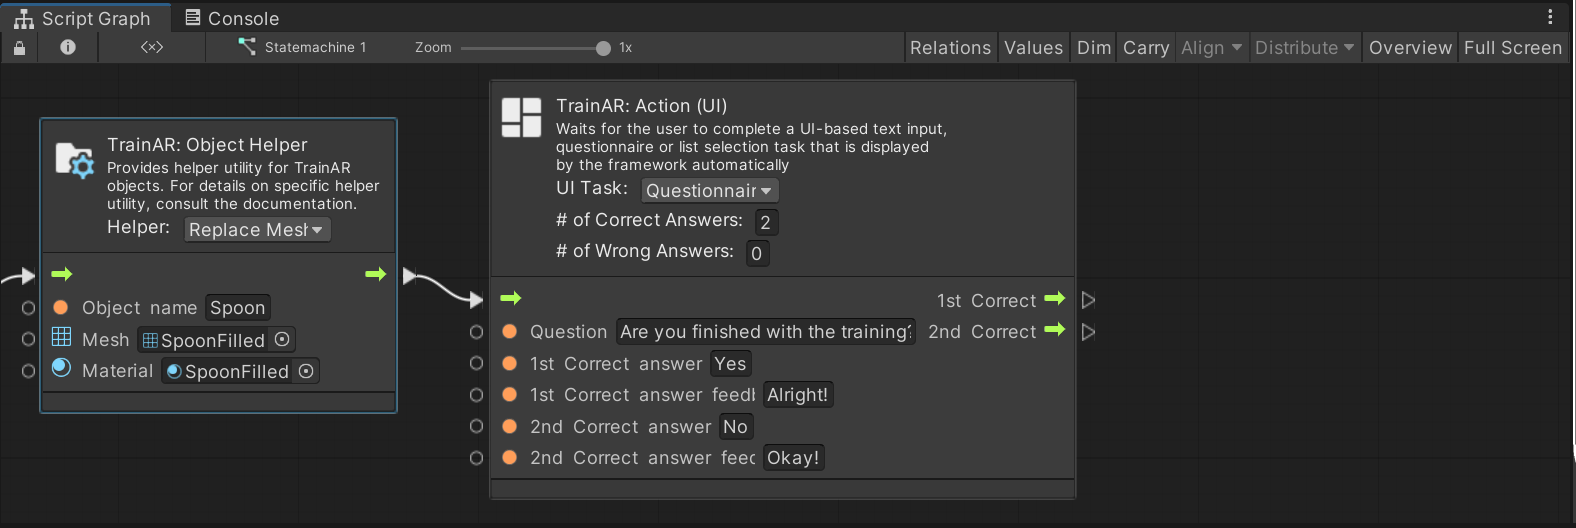 Script Graph
Console
<×>
Statemachine 1
Zoom
1x
Relations
Values
Dim
Carry
Align
Distribute
Overview
Full Screen
TrainAR: Object Helper
Provides helper utility for TrainAR
objects. For details on specific helper
utility, consult the documentation.
Helper: Replace Mesh
Object name Spoon
Mesh SpoonFilled
Material SpoonFilled
TrainAR: Action (UI)
Waits for the user to complete a UI-based text input,
questionnaire or list selection task that is displayed
by the framework automatically
UI Task: Questionnair
# of Correct Answers: 2
# of Wrong Answers: 0
1st Correct
Question Are you finished with the training? 2nd Correct
1st Correct answer Yes
1st Correct answer feedb Alright!
2nd Correct answer No
2nd Correct answer feec Okay!